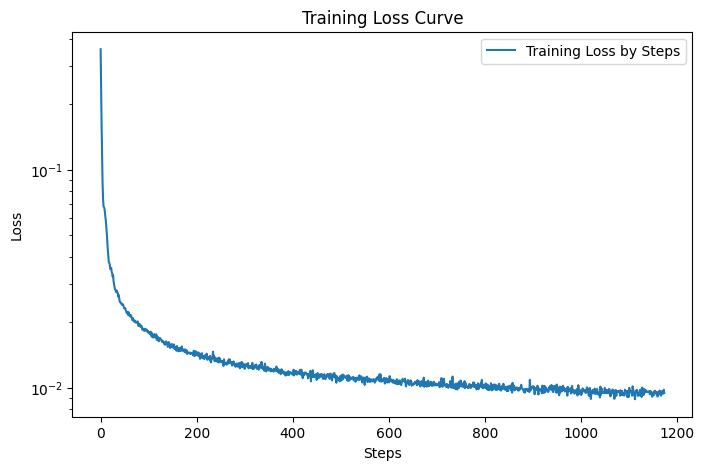 Training Loss Curve
Training Loss by Steps
Loss
10⁻¹
10⁻²
0 200 400 600 800 1000 1200
Steps